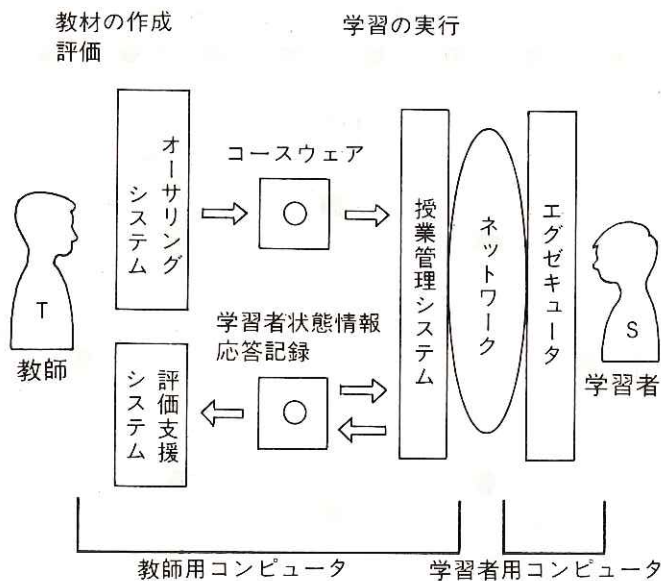 教材の作成
評価
学習の実行
オーサリング
システム
コースウェア
授業管理システム
ネットワーク
エグゼキュータ
T
教師
学習者状態情報
応答記録
評価支援
システム
S
学習者
教師用コンピュータ
学習者用コンピュータ